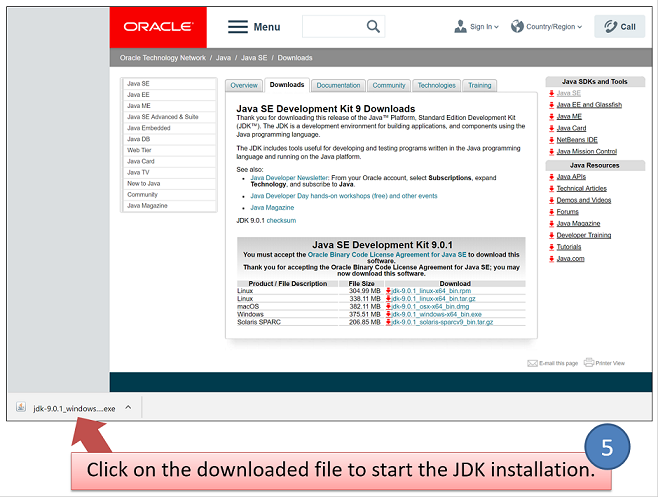 ORACLE
Menu
Sign In
Country/Region
Call
Oracle Technology Network / Java / Java SE / Downloads
Java SE
Java EE
Java ME
Java SE Advanced & Suite
Java Embedded
Java DB
Web Tier
Java Card
Java TV
New to Java
Community
Java Magazine
Overview Downloads Documentation Community Technologies Training
Java SE Development Kit 9 Downloads
Thank you for downloading this release of the Java™ Platform, Standard Edition Development
Kit (JDK™). The JDK is a development environment for building applications, and components using the
Java programming language.
The JDK includes tools useful for developing and testing programs written in the Java programming
language and running on the Java platform.
See also:
• Java Developer Newsletter: From your Oracle account, select Subscriptions, expand
Technology, and subscribe to Java.
• Java Developer Day hands-on workshops (free) and other events
• Java Magazine
JDK 9.0.1 checksum
Java SE Development Kit 9.0.1
You must accept the Oracle Binary Code License Agreement for Java SE to download this
software.
Thank you for accepting the Oracle Binary Code License Agreement for Java SE; you may
now download this software.
Product / File Description File Size Download
Linux 304.99 MB jdk-9.0.1_linux-x64_bin.rpm
Linux 338.11 MB jdk-9.0.1_linux-x64_bin.tar.gz
macOS 382.11 MB jdk-9.0.1_osx-x64_bin.dmg
Windows 375.51 MB jdk-9.0.1_windows-x64_bin.exe
Solaris SPARC 206.85 MB jdk-9.0.1_solaris-sparcv9_bin.tar.gz
Java SDKs and Tools
Java SE
Java EE and Glassfish
Java ME
Java Card
NetBeans IDE
Java Mission Control
Java Resources
Java APIs
Technical Articles
Demos and Videos
Forums
Java Magazine
Developer Training
Tutorials
Java.com
E-mail this page Printer View
jdk-9.0.1_windows....exe
5
Click on the downloaded file to start the JDK installation.